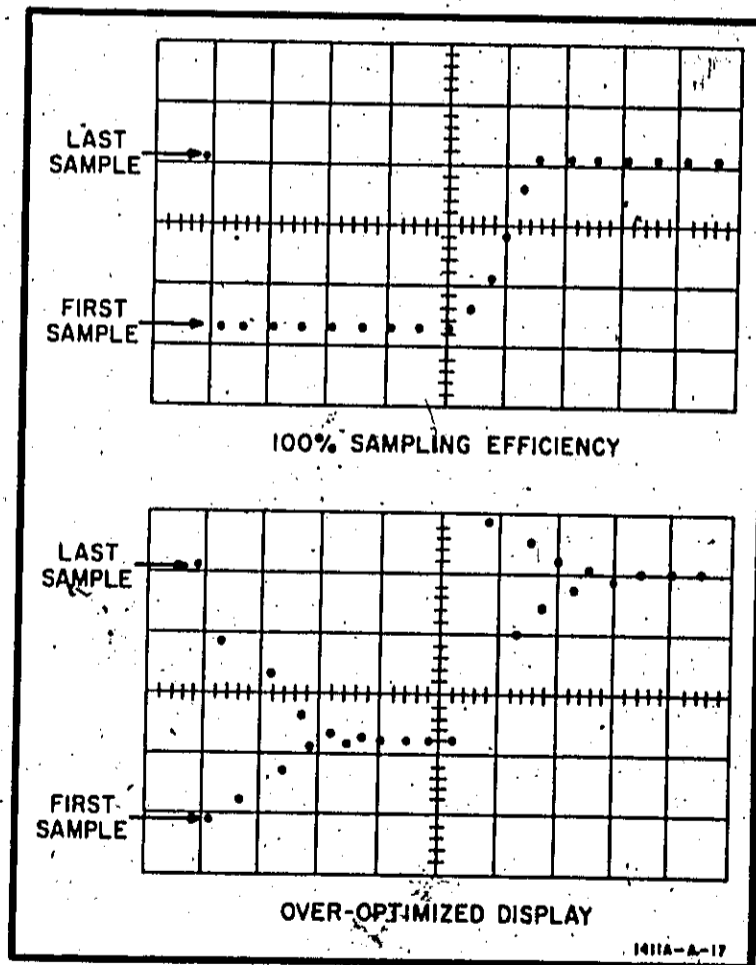 LAST
SAMPLE
FIRST
SAMPLE
100% SAMPLING EFFICIENCY
LAST
SAMPLE
FIRST
SAMPLE
OVER-OPTIMIZED DISPLAY
1411A-A-17